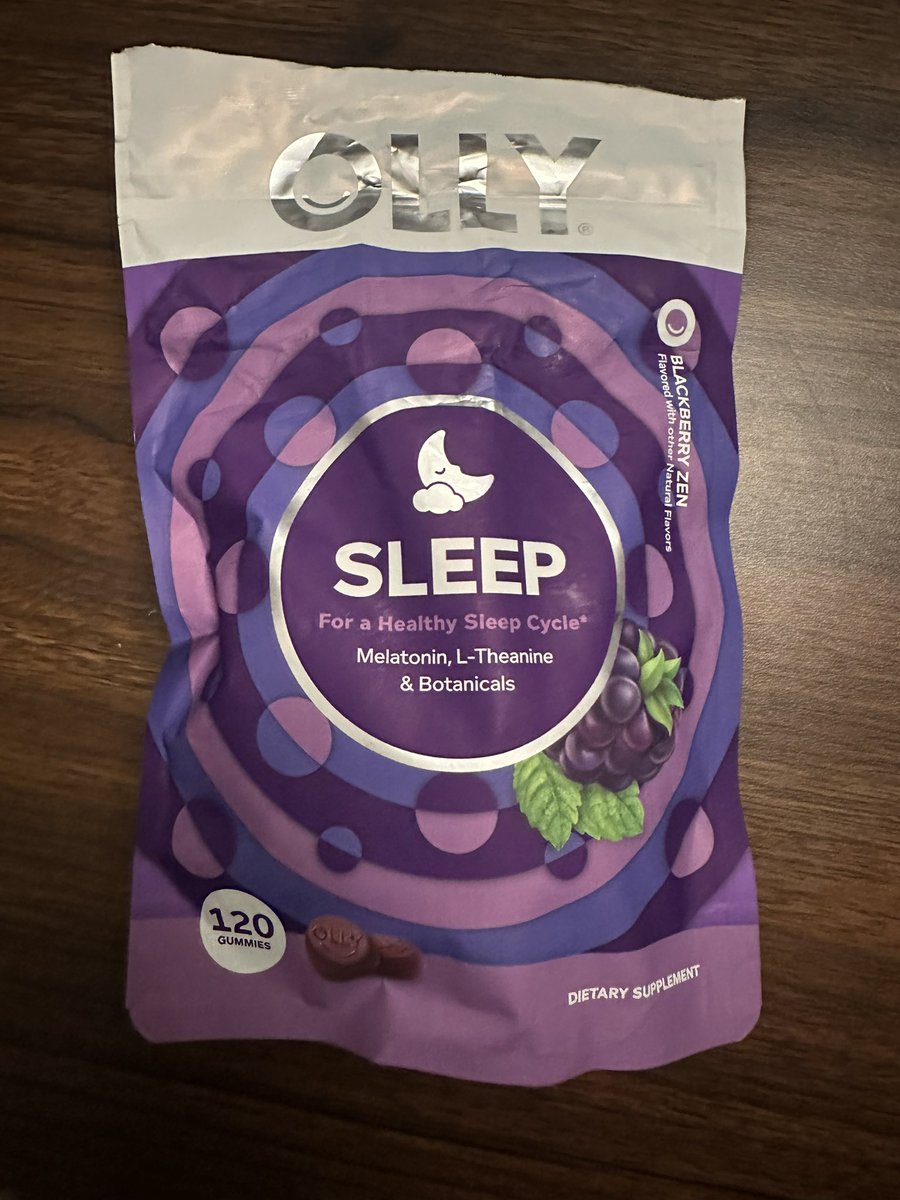 OLLY®
BLACKBERRY ZEN
Flavored with other Natural Flavors
SLEEP
For a Healthy Sleep Cycle*
Melatonin, L-Theanine
& Botanicals
120
GUMMIES
OLLY
DIETARY SUPPLEMENT